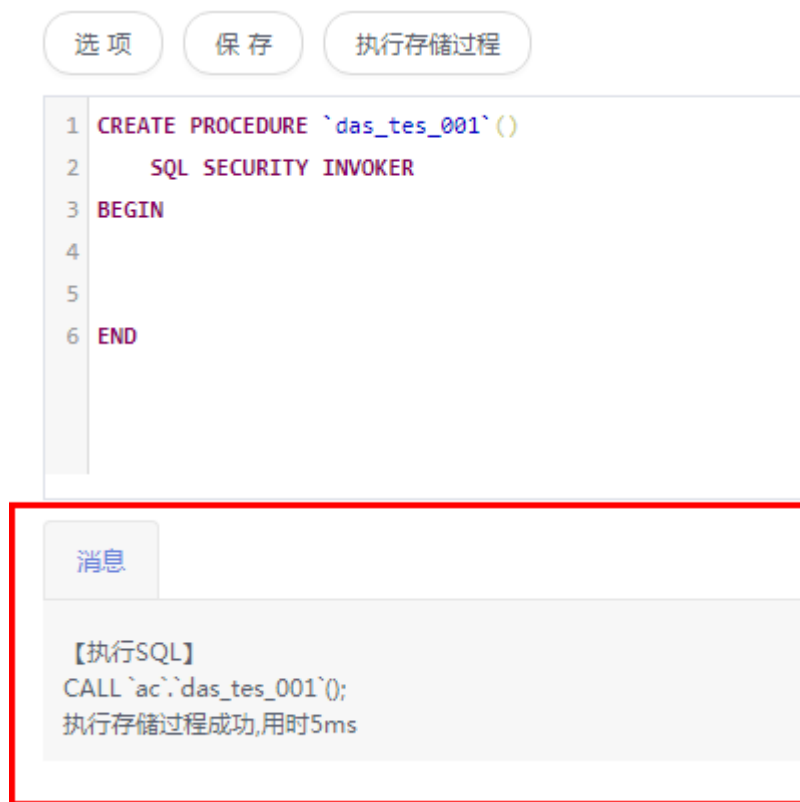 选 项 保 存 执行存储过程
1 CREATE PROCEDURE `das_tes_001`()
2 SQL SECURITY INVOKER
3 BEGIN
4
5
6 END
消息
【执行SQL】
CALL `ac`.`das_tes_001`();
执行存储过程成功,用时5ms